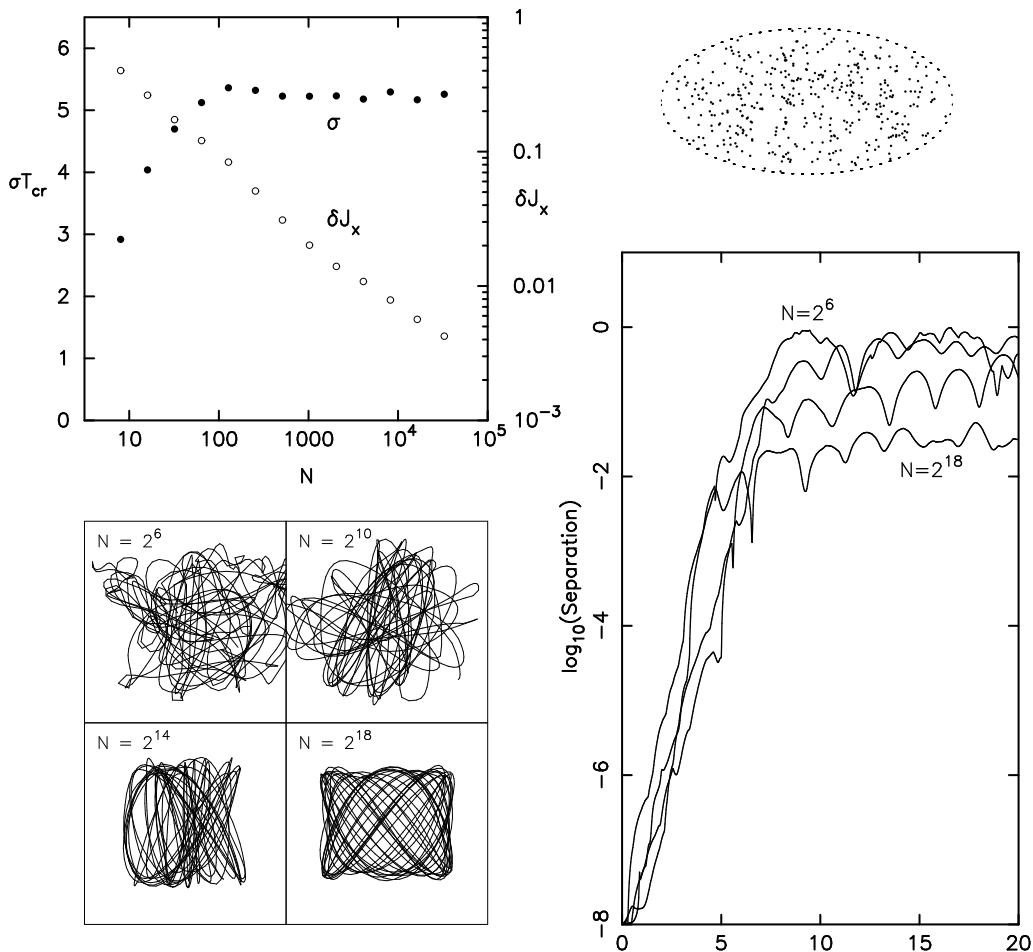 6
5
4
3
2
1
0
σT_cr
10
100
1000
10^4
10^5
N
1
0.1
0.01
10^-3
δJ_x
σ
δJ_x
N = 2^6
N = 2^10
N = 2^14
N = 2^18
N=2^6
N=2^18
log_10(Separation)
0
-2
-4
-6
-8
0
5
10
15
20